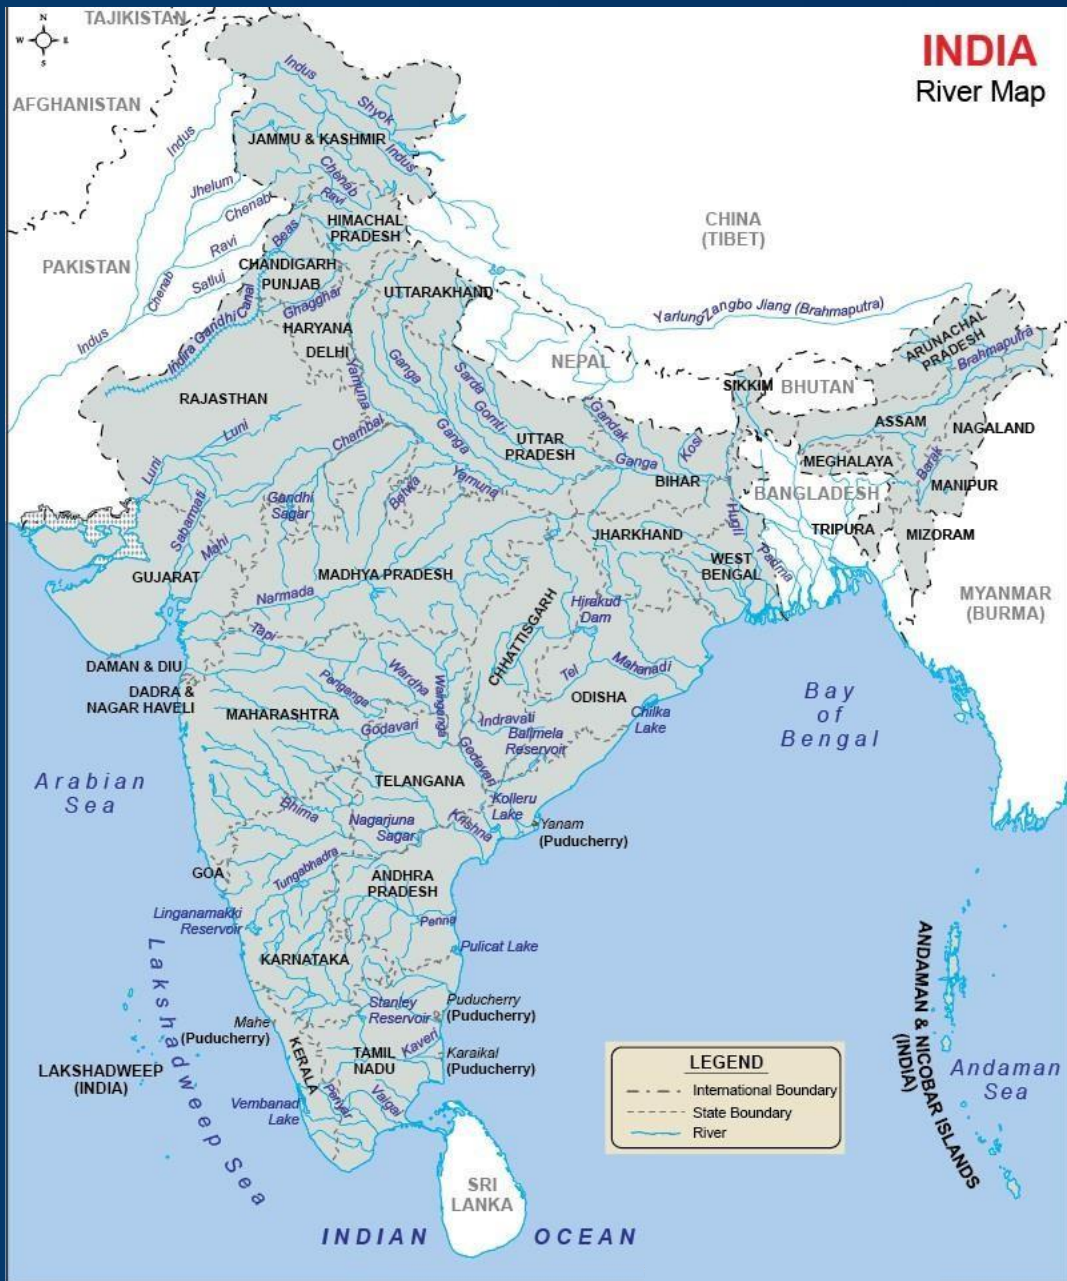 INDIA
River Map
N
W
E
S
TAJIKISTAN
AFGHANISTAN
Indus
Shyok
Indus
Indus
JAMMU & KASHMIR
Jhelum
Chenab
Chenab
Ravi
HIMACHAL
PRADESH
Ravi
Beas
CHINA
(TIBET)
PAKISTAN
Chenab
Satluj
CHANDIGARH
PUNJAB
Ghagghar
UTTARAKHAND
Indus
Indira Gandhi Canal
HARYANA
DELHI
Yarlung Zangbo Jiang (Brahmaputra)
ARUNACHAL
PRADESH
Brahmaputra
NEPAL
SIKKIM
BHUTAN
RAJASTHAN
Yamuna
Ganga
Sarda
Gomti
Ganga
Luni
Luni
Chambal
UTTAR
PRADESH
Gandak
Kosi
Ganga
BIHAR
ASSAM
NAGALAND
MEGHALAYA
Barak
MANIPUR
BANGLADESH
TRIPURA
MIZORAM
Yamuna
Betwa
Gandhi
Sagar
Sabarmati
Mahi
GUJARAT
MADHYA PRADESH
JHARKHAND
Hugli
WEST
BENGAL
Padma
MYANMAR
(BURMA)
Narmada
Tapi
CHHATTISGARH
Hirakud
Dam
Tel
Mahanadi
ODISHA
Chilka
Lake
DAMAN & DIU
DADRA &
NAGAR HAVELI
MAHARASHTRA
Penganga
Wardha
Wainganga
Godavari
Indravati
Balimela
Reservoir
Godavari
Bay
of
Bengal
Arabian
Sea
TELANGANA
Bhima
Nagarjuna
Sagar
Krishna
Kolleru
Lake
Yanam
(Puducherry)
GOA
Tungabhadra
ANDHRA
PRADESH
Linganamakki
Reservoir
Penna
Pulicat Lake
KARNATAKA
Stanley
Reservoir
Puducherry
(Puducherry)
Mahe
(Puducherry)
Kaveri
Karaikal
(Puducherry)
TAMIL
NADU
KERALA
Periyar
Vaigai
Vembanad
Lake
LAKSHADWEEP
(INDIA)
Lakshadweep Sea
ANDAMAN & NICOBAR ISLANDS
(INDIA)
Andaman
Sea
LEGEND
International Boundary
State Boundary
River
SRI
LANKA
INDIAN OCEAN